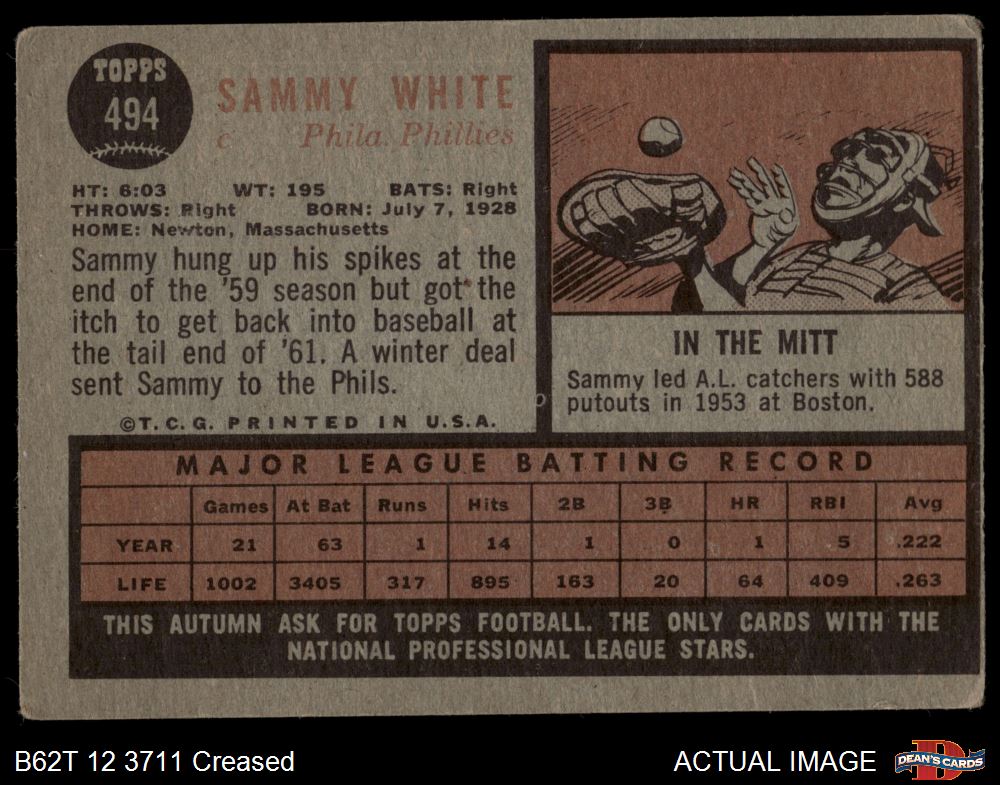 TOPPS
494
SAMMY WHITE
c Phila. Phillies
HT: 6:03 WT: 195 BATS: Right
THROWS: Right BORN: July 7, 1928
HOME: Newton, Massachusetts
Sammy hung up his spikes at the
end of the '59 season but got the
itch to get back into baseball at
the tail end of '61. A winter deal
sent Sammy to the Phils.
©T.C.G. PRINTED IN U.S.A.
IN THE MITT
Sammy led A.L. catchers with 588
putouts in 1953 at Boston.
MAJOR LEAGUE BATTING RECORD
Games At Bat Runs Hits 2B 3B HR RBI Avg
YEAR 21 63 1 14 1 0 1 5 .222
LIFE 1002 3405 317 895 163 20 64 409 .263
THIS AUTUMN ASK FOR TOPPS FOOTBALL. THE ONLY CARDS WITH THE
NATIONAL PROFESSIONAL LEAGUE STARS.
B62T 12 3711 Creased ACTUAL IMAGE
D
DEAN'S CARDS